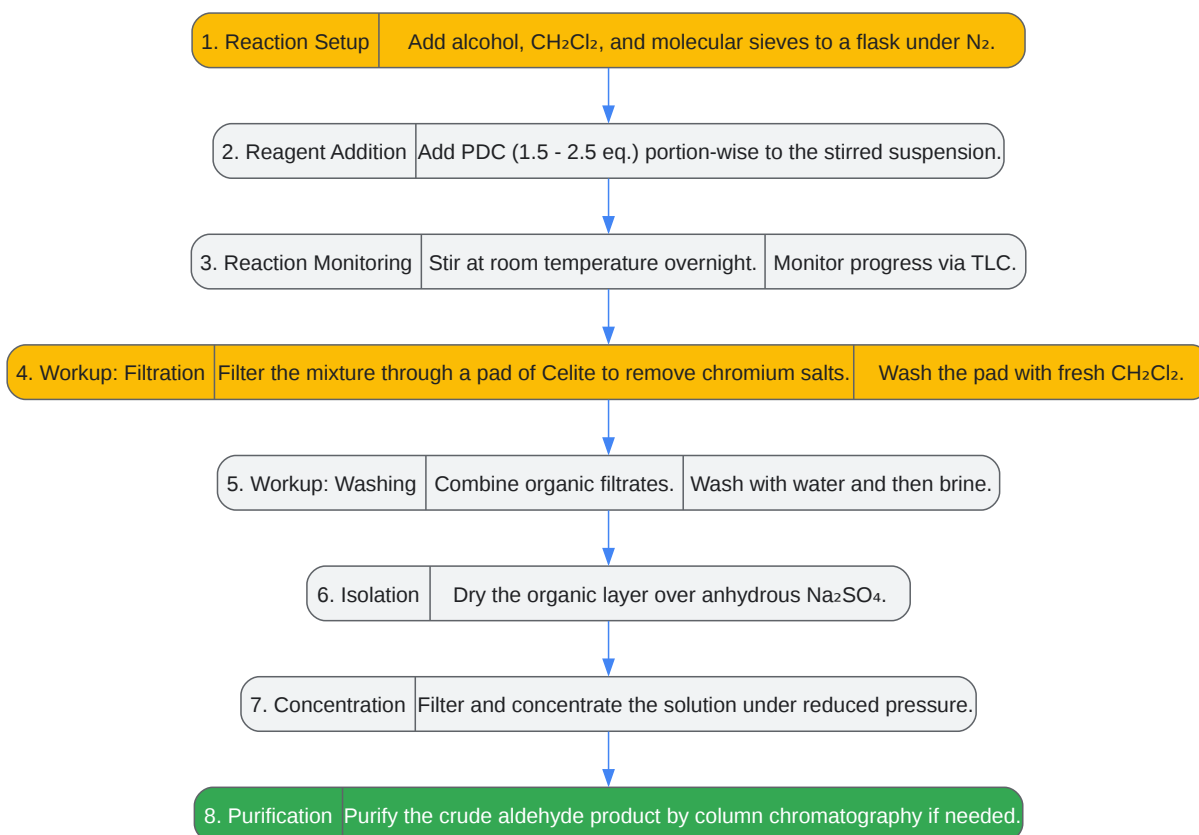 1. Reaction Setup Add alcohol, CH₂Cl₂, and molecular sieves to a flask under N₂.
2. Reagent Addition Add PDC (1.5 - 2.5 eq.) portion-wise to the stirred suspension.
3. Reaction Monitoring Stir at room temperature overnight. Monitor progress via TLC.
4. Workup: Filtration Filter the mixture through a pad of Celite to remove chromium salts. Wash the pad with fresh CH₂Cl₂.
5. Workup: Washing Combine organic filtrates. Wash with water and then brine.
6. Isolation Dry the organic layer over anhydrous Na₂SO₄.
7. Concentration Filter and concentrate the solution under reduced pressure.
8. Purification Purify the crude aldehyde product by column chromatography if needed.